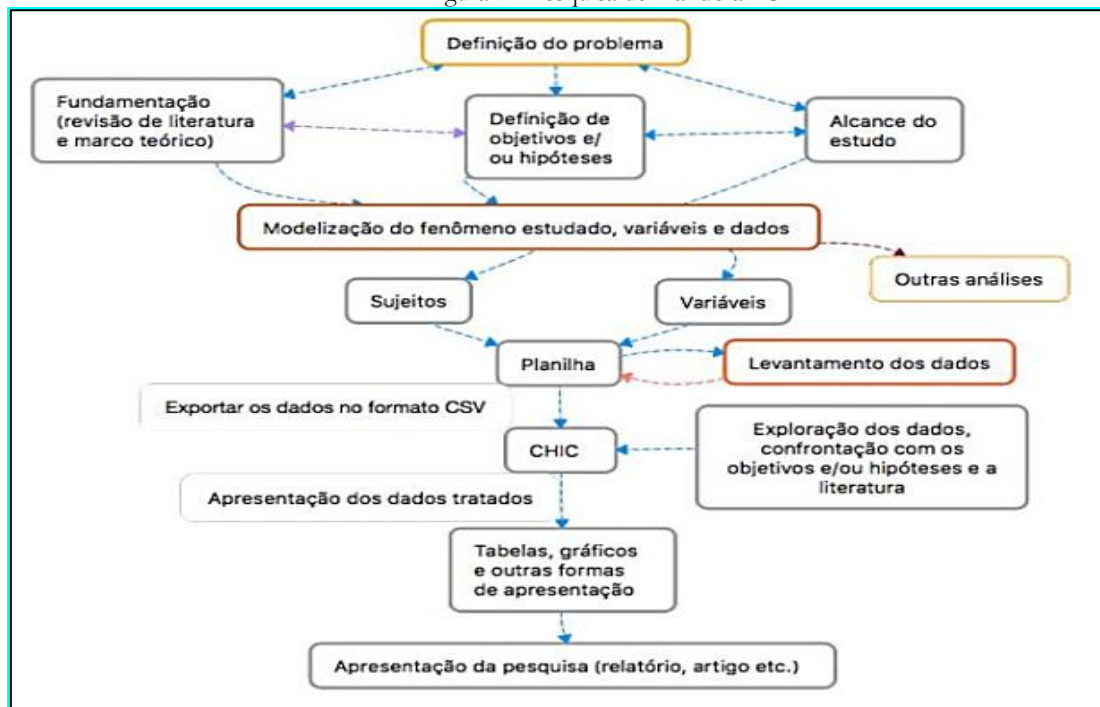 Definição do problema
Fundamentação
(revisão de literatura
e marco teórico)
Definição de
objetivos e/
ou hipóteses
Alcance do
estudo
Modelização do fenômeno estudado, variáveis e dados
Outras análises
Sujeitos
Variáveis
Planilha
Levantamento dos dados
Exportar os dados no formato CSV
CHIC
Exploração dos dados,
confrontação com os
objetivos e/ou hipóteses e a
literatura
Apresentação dos dados tratados
Tabelas, gráficos
e outras formas
de apresentação
Apresentação da pesquisa (relatório, artigo etc.)